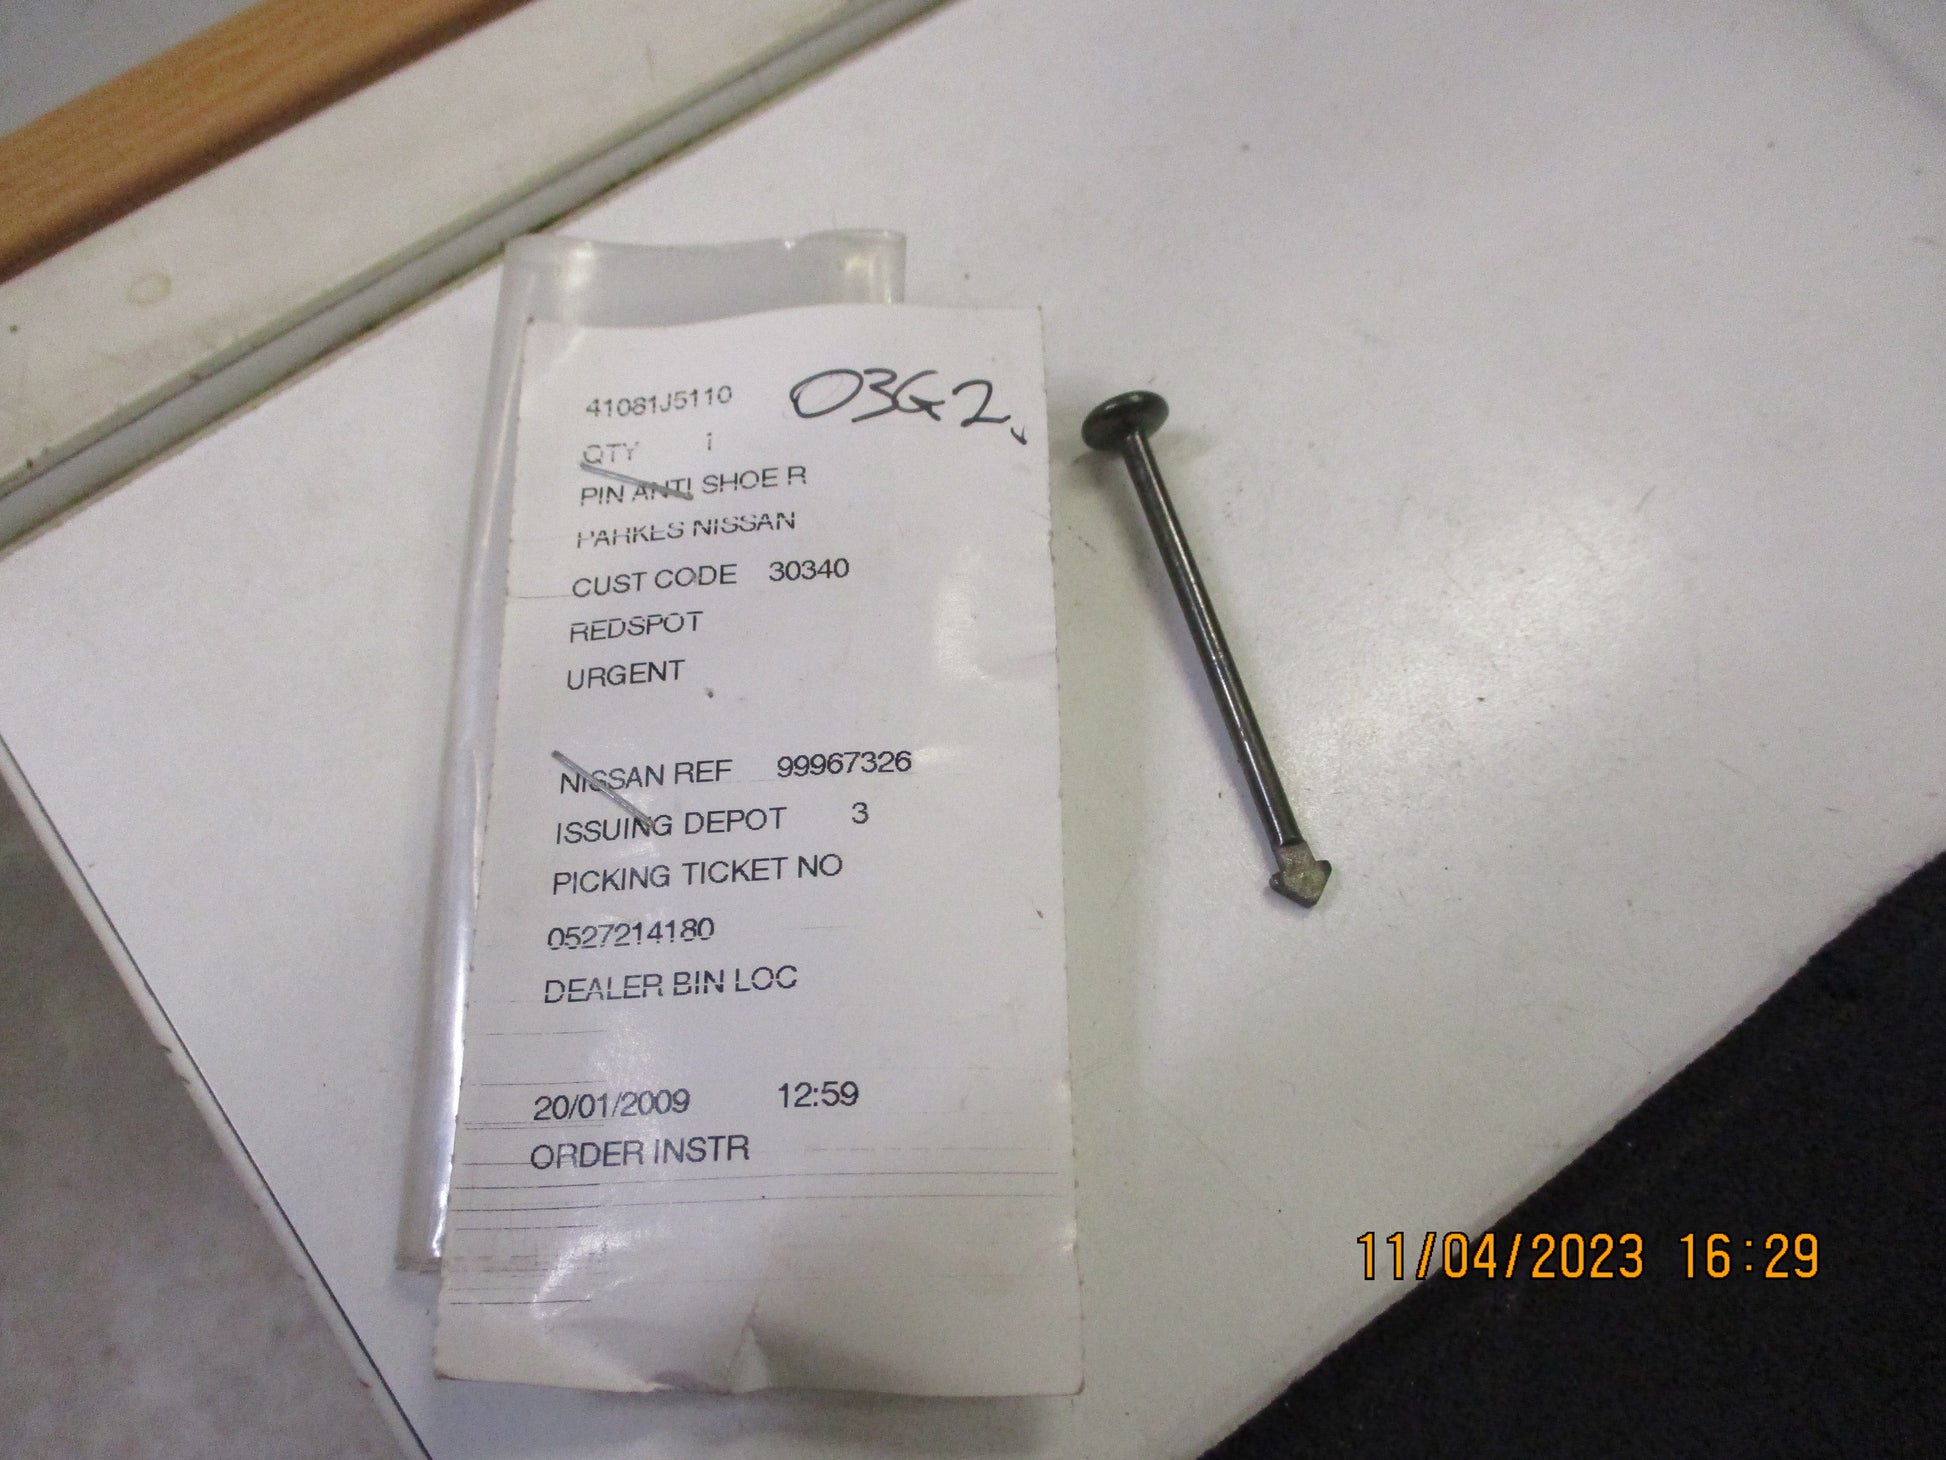 41081J5110 03G2
QTY 1
PIN ANTI SHOE R
PARKES NISSAN
CUST CODE 30340
REDSPOT
URGENT
NISSAN REF 99967326
ISSUING DEPOT 3
PICKING TICKET NO
0527214180
DEALER BIN LOC
20/01/2009 12:59
ORDER INSTR
11/04/2023 16:29